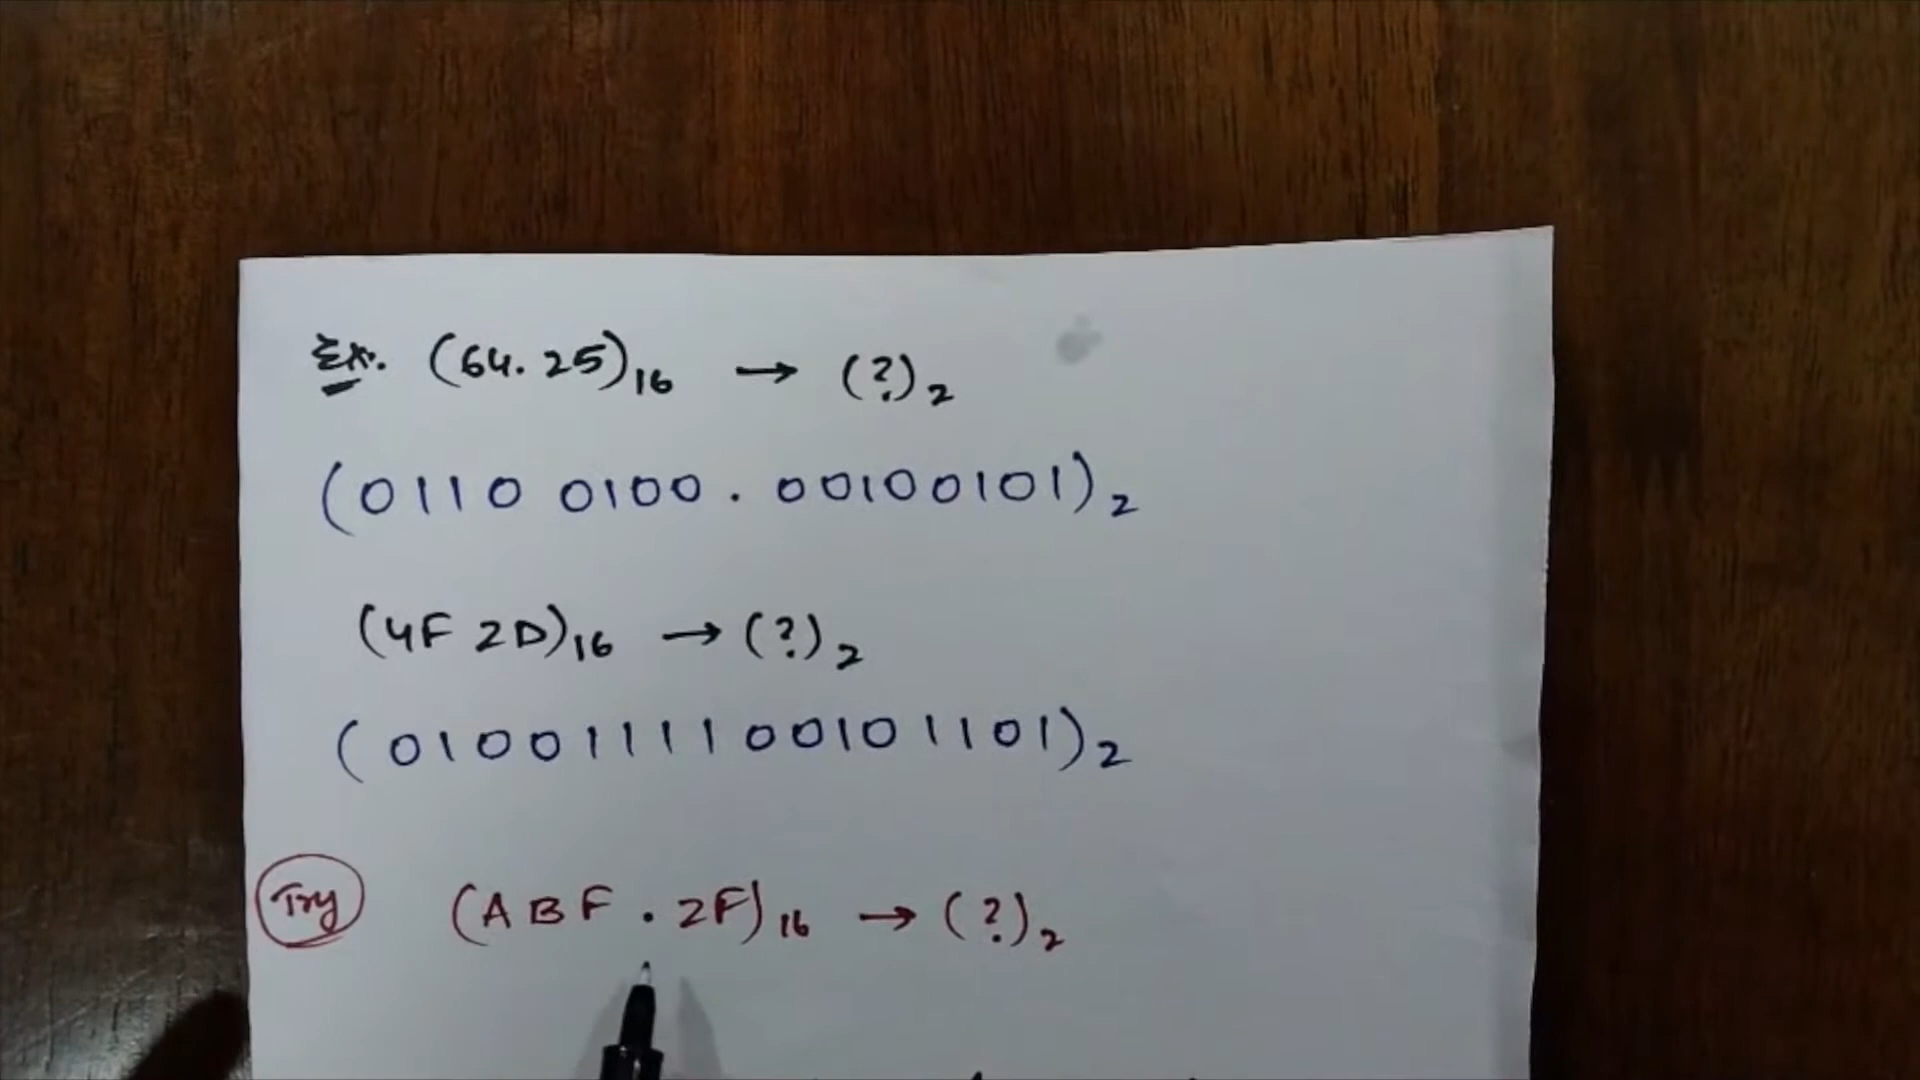 Ex. (64.25)₁₆ → (?)₂
(0110 0100 . 00100101)₂
(4F 2D)₁₆ → (?)₂
(0100111100101101)₂
Try (ABF . 2F)₁₆ → (?)₂